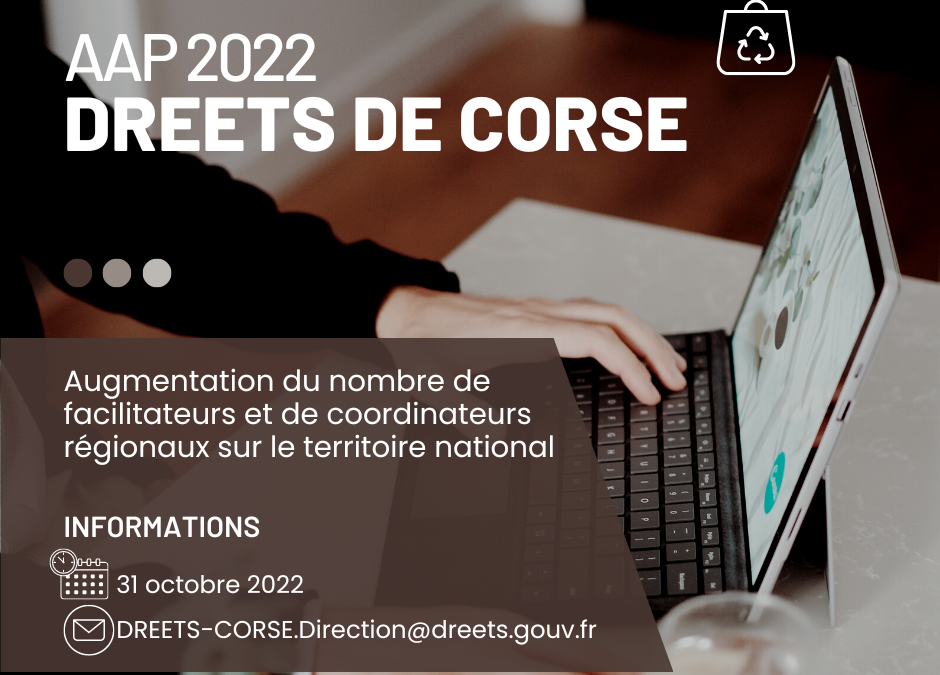 AAP 2022
DREETS DE CORSE
Augmentation du nombre de
facilitateurs et de coordinateurs
régionaux sur le territoire national
INFORMATIONS
31 octobre 2022
DREETS-CORSE.Direction@dreets.gouv.fr